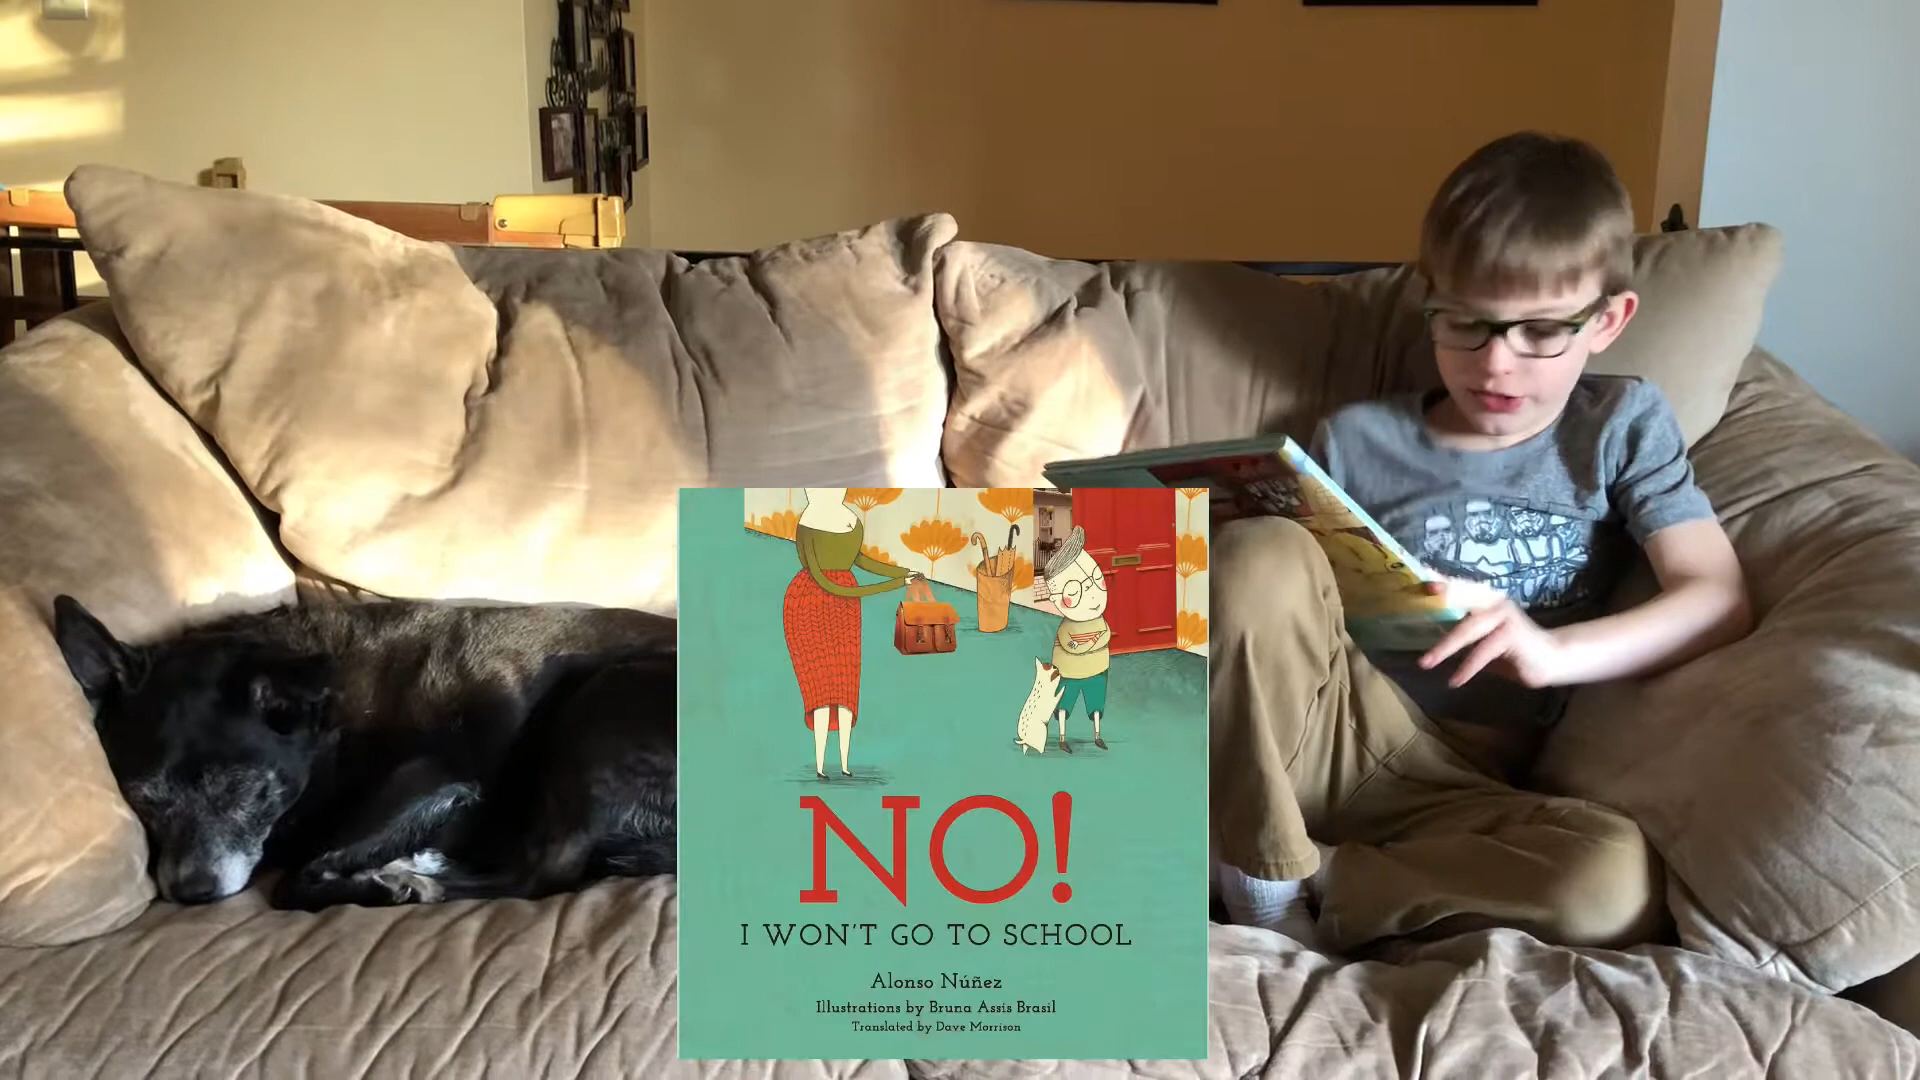 NO!
I WON'T GO TO SCHOOL
Alonso Núñez
Illustrations by Bruna Assis Brasil
Translated by Dave Morrison